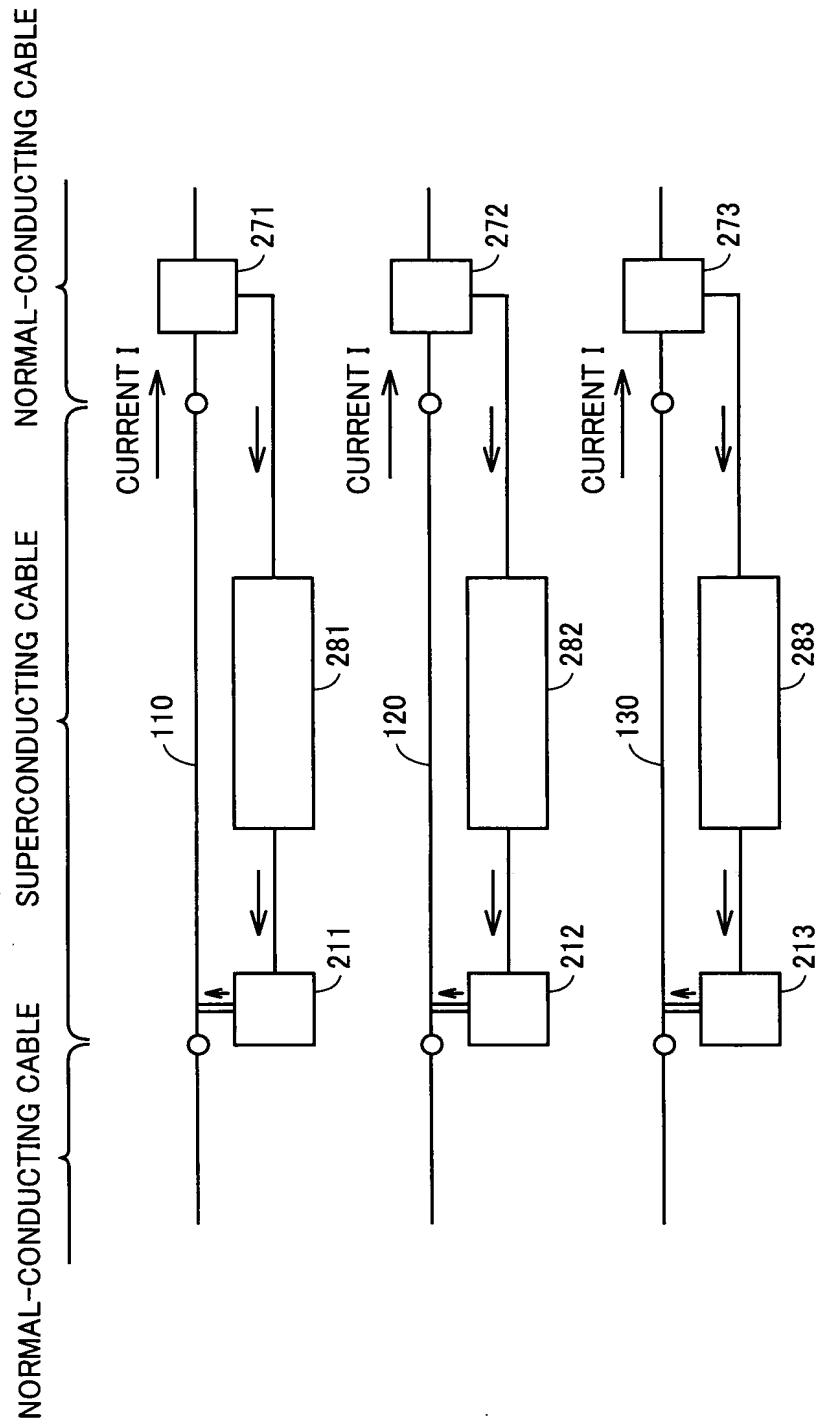 NORMAL-CONDUCTING CABLE
SUPERCONDUCTING CABLE
NORMAL-CONDUCTING CABLE
CURRENT I
110
271
211
281
CURRENT I
120
272
212
282
CURRENT I
130
273
213
283